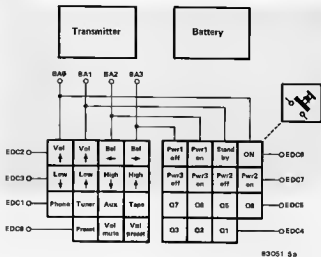 Transmitter Battery
BA0 BA1 BA2 BA3
Vol ↑ Vol ↓ Bal ← Bal → Pwr1 off Pwr1 on Stand by ON
Low ↑ Low ↓ High ↓ High ↑ Pwr3 off Pwr3 on Pwr2 off Pwr2 on
Phono Tuner Aux Tape O7 O6 O5 O8
Preset Vol mute Vol preset O3 O2 O1 O4
EDC2 EDC6
EDC3 EDC7
EDC1 EDC5
EDC4
83051 5a